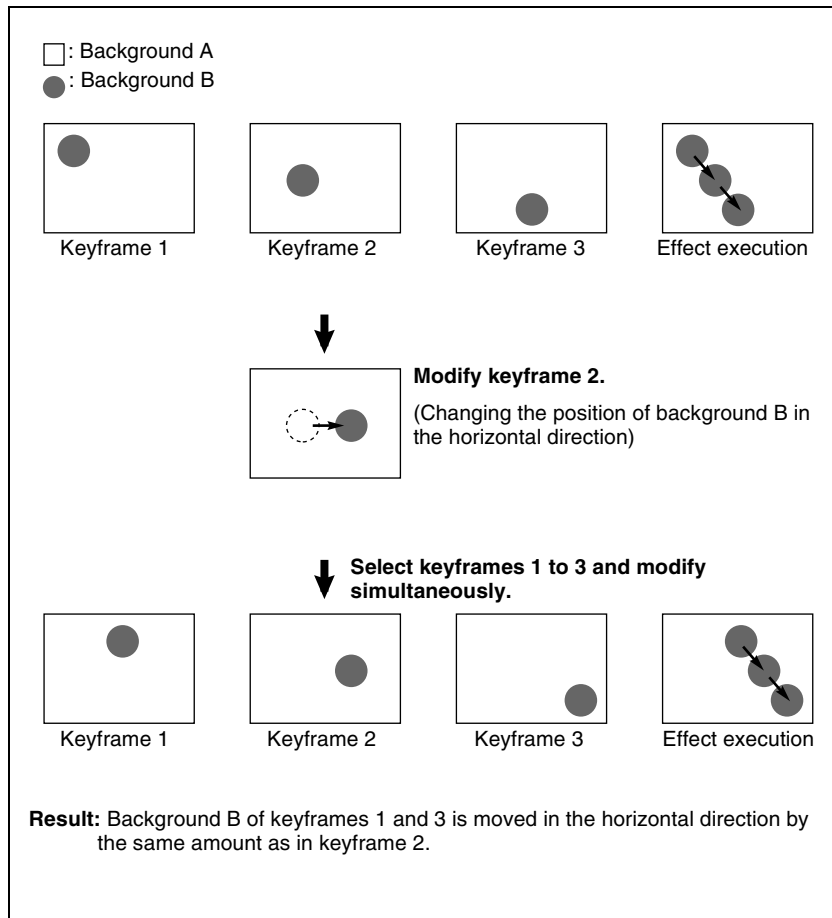 : Background A
: Background B
Keyframe 1
Keyframe 2
Keyframe 3
Effect execution
Modify keyframe 2.
(Changing the position of background B in
the horizontal direction)
Select keyframes 1 to 3 and modify
simultaneously.
Keyframe 1
Keyframe 2
Keyframe 3
Effect execution
Result: Background B of keyframes 1 and 3 is moved in the horizontal direction by
the same amount as in keyframe 2.